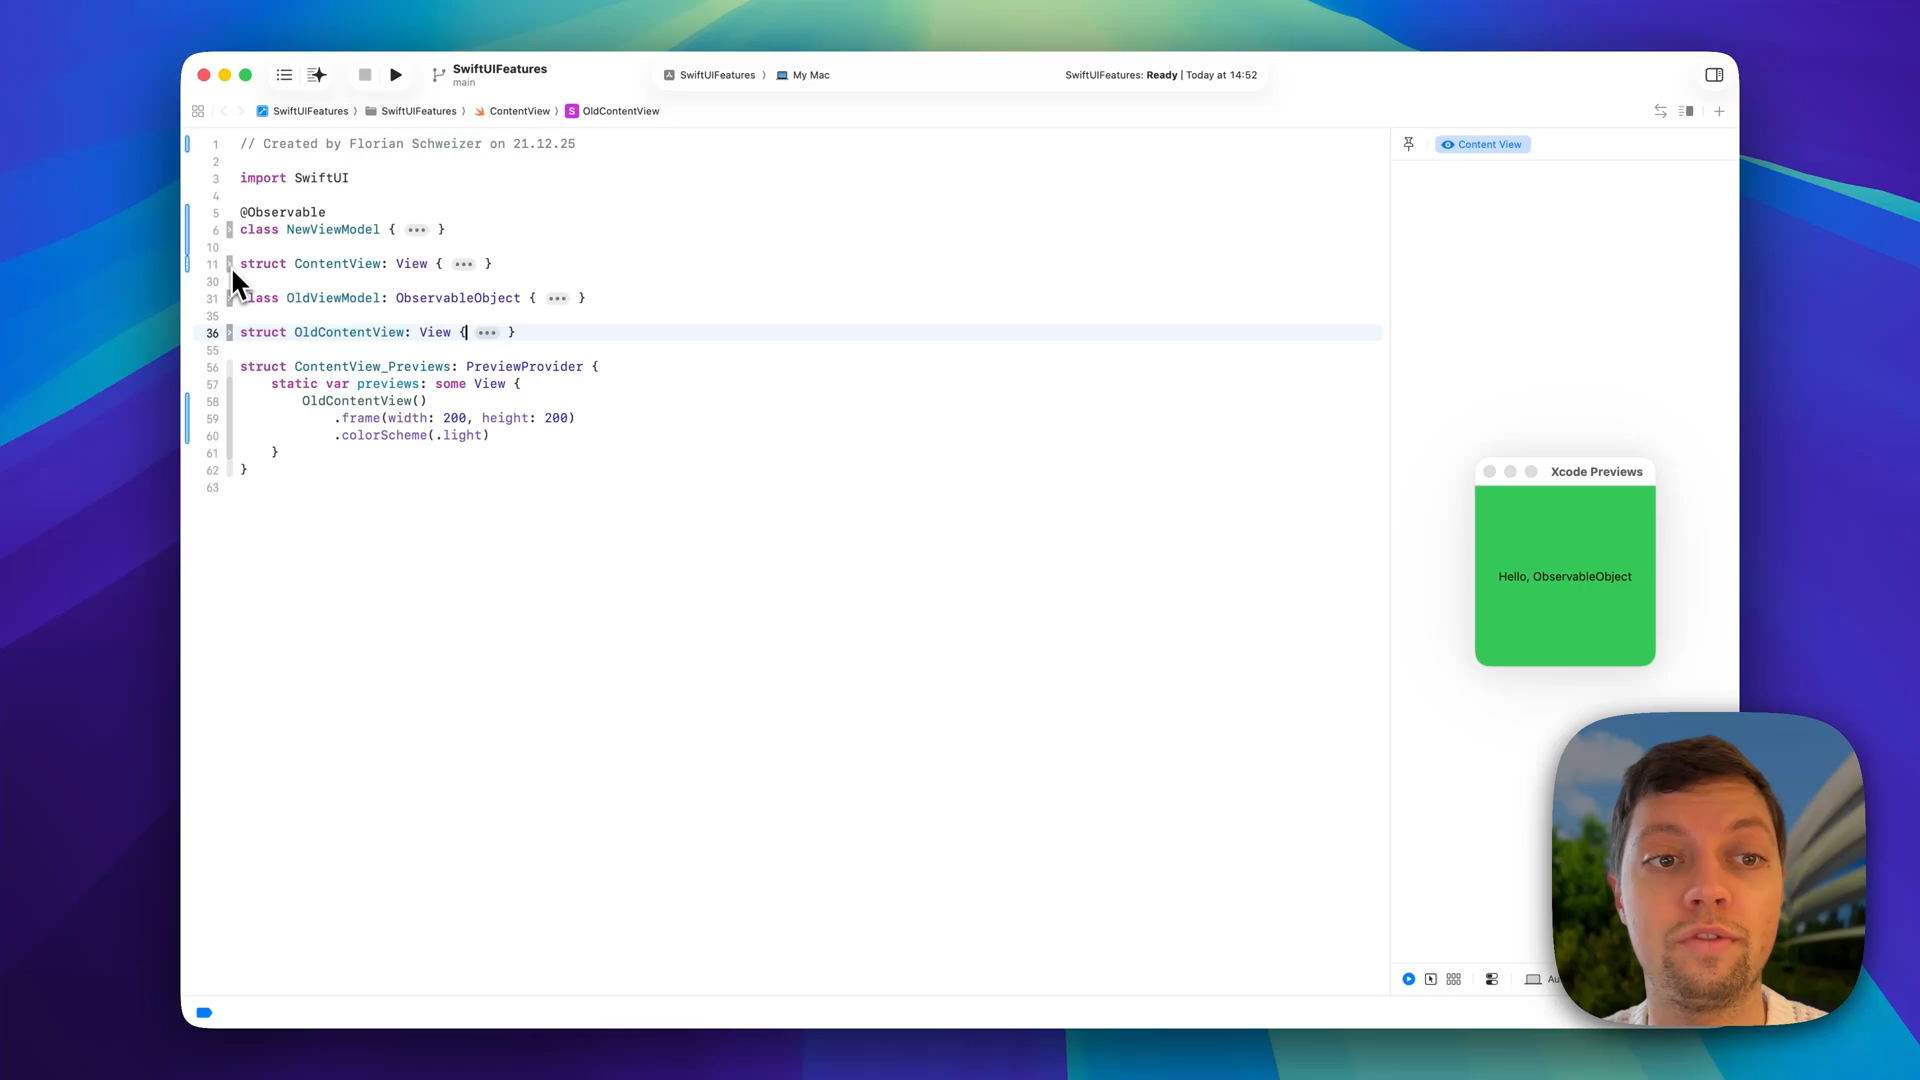 SwiftUIFeatures
main
SwiftUIFeatures 〉 My Mac
SwiftUIFeatures: Ready | Today at 14:52
SwiftUIFeatures 〉 SwiftUIFeatures 〉 ContentView 〉 S OldContentView
1 // Created by Florian Schweizer on 21.12.25
2
3 import SwiftUI
4
5 @Observable
6 class NewViewModel { ••• }
10
11 struct ContentView: View { ••• }
30
31 lass OldViewModel: ObservableObject { ••• }
35
36 struct OldContentView: View { ••• }
55
56 struct ContentView_Previews: PreviewProvider {
57 static var previews: some View {
58 OldContentView()
59 .frame(width: 200, height: 200)
60 .colorScheme(.light)
61 }
62 }
63
Content View
Xcode Previews
Hello, ObservableObject